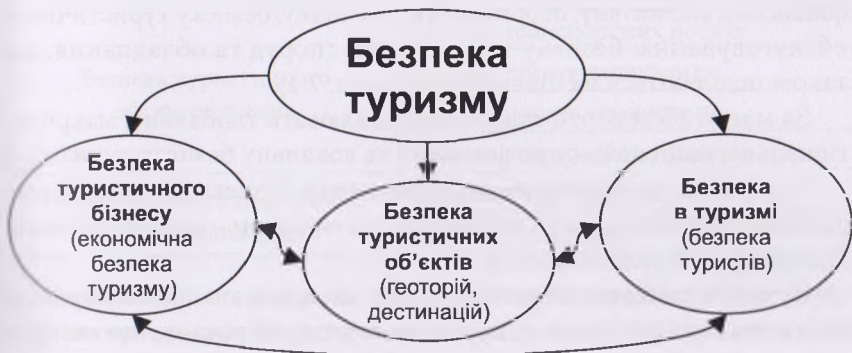 Безпека
туризму
Безпека
туристичного
бізнесу
(економічна
безпека
туризму)
Безпека
туристичних
об’єктів
(геоторій,
дестинацій)
Безпека
в туризмі
(безпека
туристів)